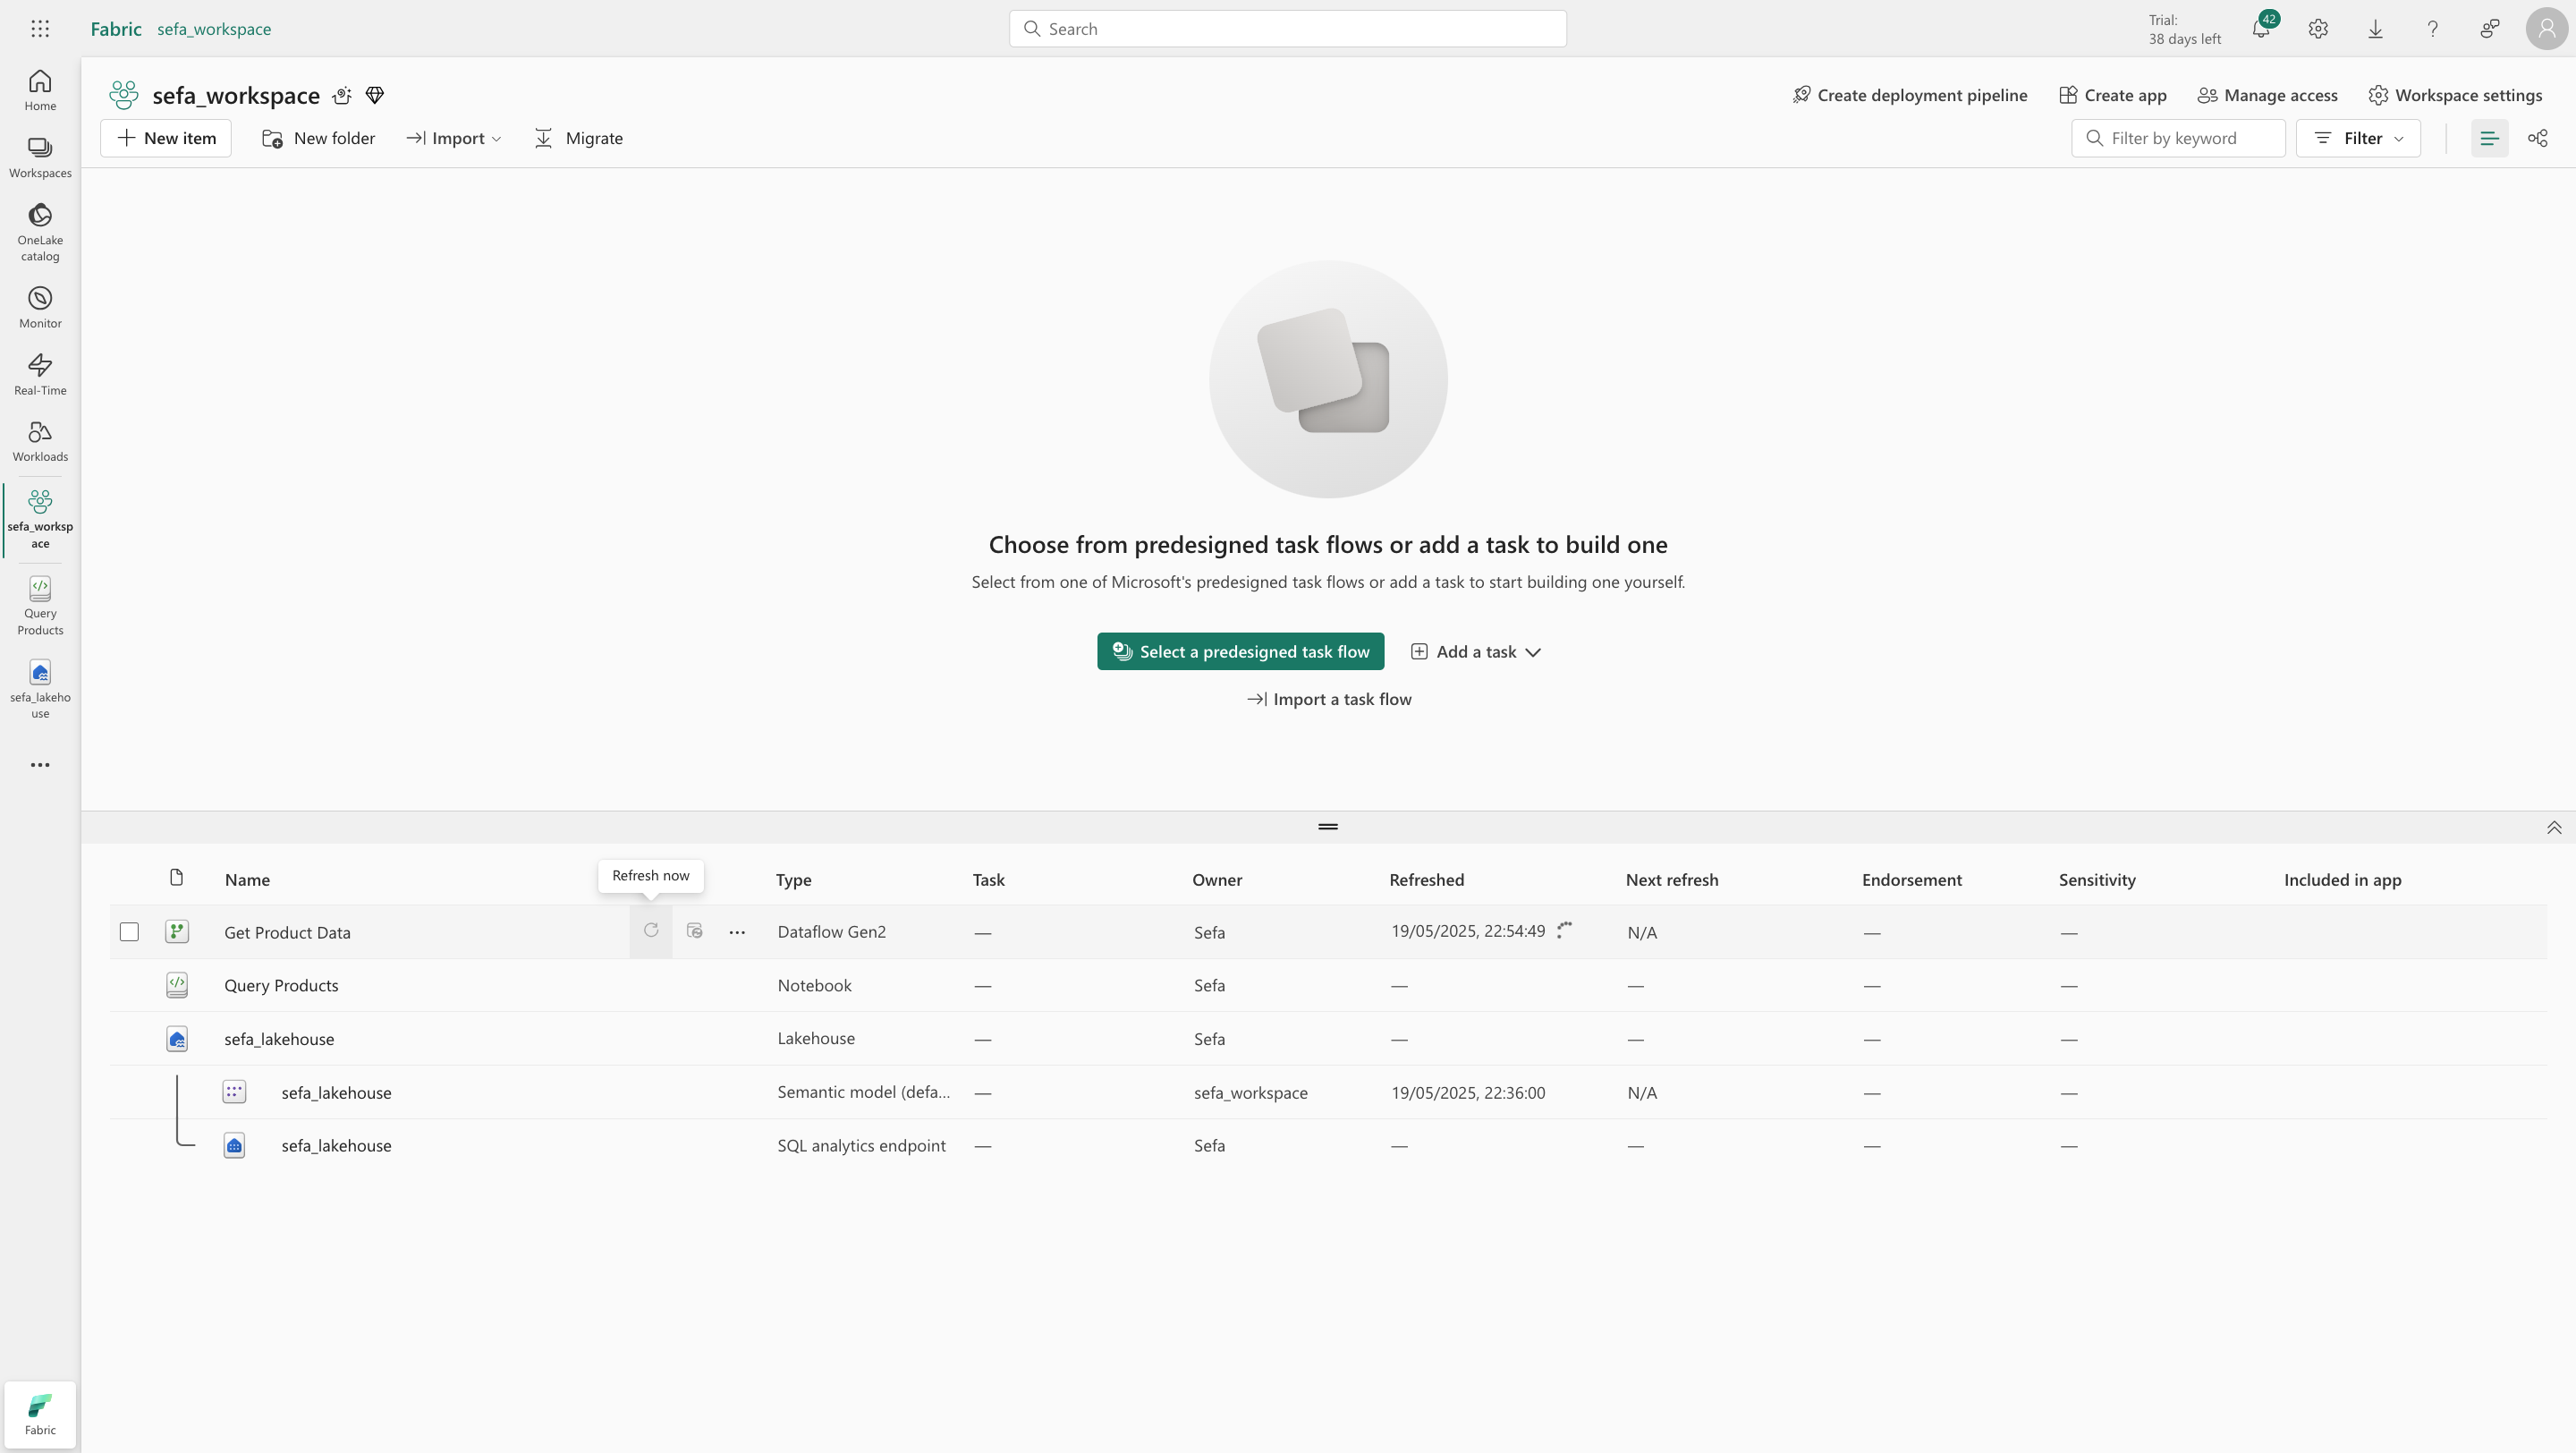 Fabric sefa_workspace Search Trial: 38 days left 42
Home
Workspaces
OneLake
catalog
Monitor
Real-Time
Workloads
sefa_worksp
ace
Query
Products
sefa_lakeho
use
Fabric
sefa_workspace Create deployment pipeline Create app Manage access Workspace settings
New item New folder Import Migrate Filter by keyword Filter
Choose from predesigned task flows or add a task to build one
Select from one of Microsoft's predesigned task flows or add a task to start building one yourself.
Select a predesigned task flow Add a task
Import a task flow
Refresh now
Name Type Task Owner Refreshed Next refresh Endorsement Sensitivity Included in app
Get Product Data ... Dataflow Gen2 — Sefa 19/05/2025, 22:54:49 N/A — —
Query Products Notebook — Sefa — — — —
sefa_lakehouse Lakehouse — Sefa — — — —
sefa_lakehouse Semantic model (defa... — sefa_workspace 19/05/2025, 22:36:00 N/A — —
sefa_lakehouse SQL analytics endpoint — Sefa — — — —